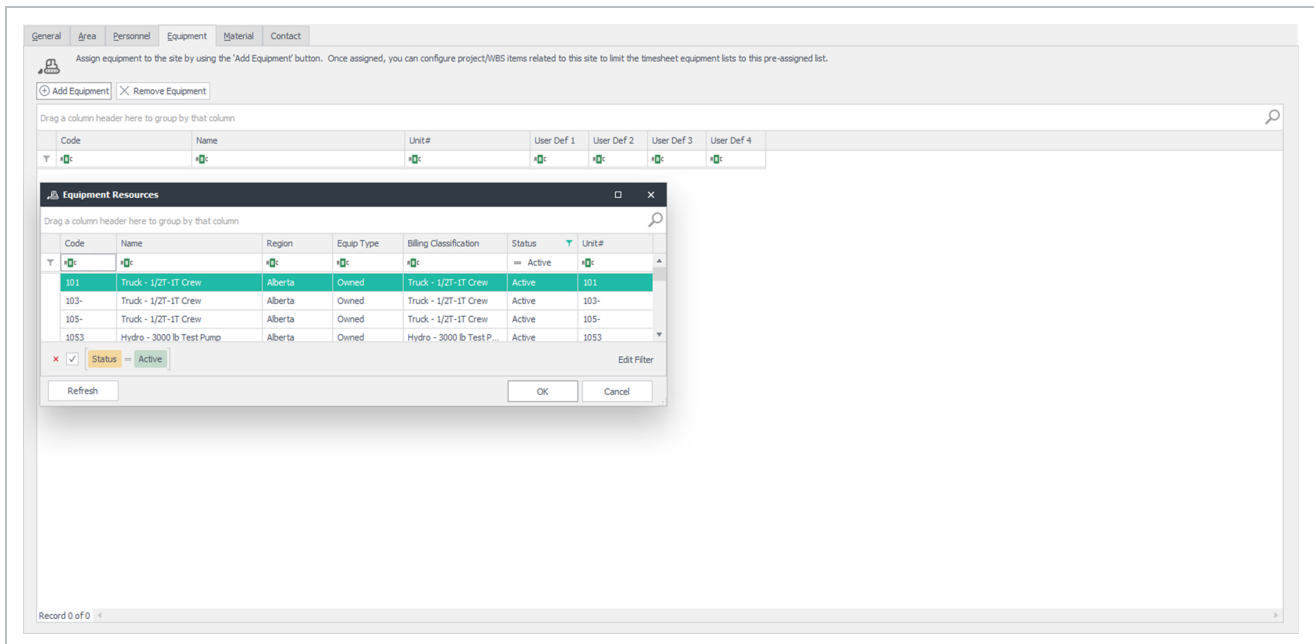 General Area Personnel Equipment Material Contact
Assign equipment to the site by using the 'Add Equipment' button. Once assigned, you can configure project/WBS items related to this site to limit the timesheet equipment lists to this pre-assigned list.
Add Equipment Remove Equipment
Drag a column header here to group by that column
Code Name Unit# User Def 1 User Def 2 User Def 3 User Def 4
Equipment Resources
Drag a column header here to group by that column
Code Name Region Equip Type Billing Classification Status Unit#
= Active
101 Truck - 1/2T-1T Crew Alberta Owned Truck - 1/2T-1T Crew Active 101
103- Truck - 1/2T-1T Crew Alberta Owned Truck - 1/2T-1T Crew Active 103-
105- Truck - 1/2T-1T Crew Alberta Owned Truck - 1/2T-1T Crew Active 105-
1053 Hydro - 3000 lb Test Pump Alberta Owned Hydro - 3000 lb Test P... Active 1053
Status = Active Edit Filter
Refresh OK Cancel
Record 0 of 0